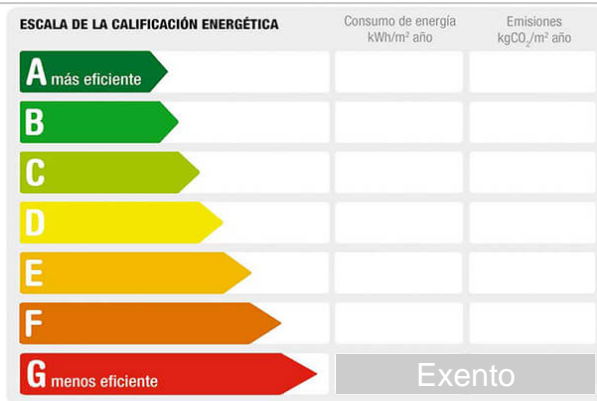 ESCALA DE LA CALIFICACIÓN ENERGÉTICA
Consumo de energía
kWh/m² año
Emisiones
kgCO₂/m² año
A más eficiente
B
C
D
E
F
G menos eficiente
Exento